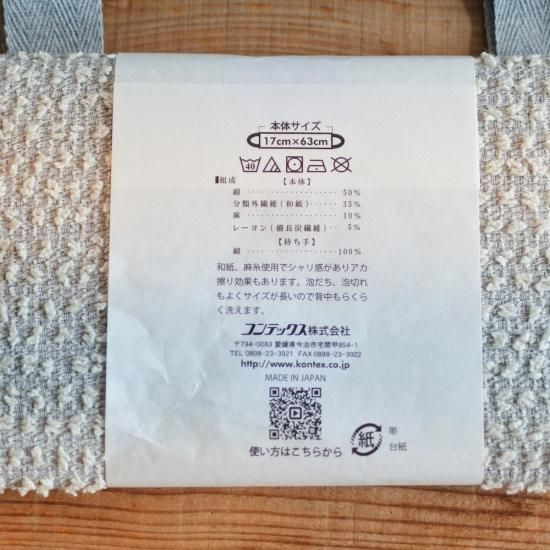 本体サイズ
17cm×63cm
40
組成 【本体】
綿 ・・・・・・・・・・・・・・ 50%
分類外繊維(和紙) ・・・・・・ 35%
麻 ・・・・・・・・・・・・・・ 10%
レーヨン(備長炭繊維) ・・・・ 5%
【持ち手】
綿 ・・・・・・・・・・・・・・ 100%
和紙、麻糸使用でシャリ感がありアカ
擦り効果もあります。泡だち、泡切れ
もよくサイズが長いので背中もらくら
く洗えます。
コンテックス株式会社
〒794-0083 愛媛県今治市宅間甲854-1
TEL 0898-23-3921 FAX 0898-23-3922
http://www.kontex.co.jp
MADE IN JAPAN
使い方はこちらから
紙
帯
台紙